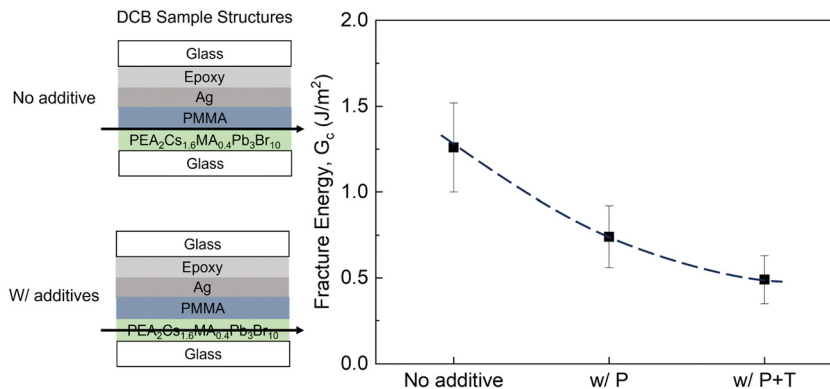 DCB Sample Structures
No additive
Glass
Epoxy
Ag
PMMA
PEA₂Cs₁.₆MA₀.₄Pb₃Br₁₀
Glass
W/ additives
Glass
Epoxy
Ag
PMMA
PEA₂Cs₁.₆MA₀.₄Pb₃Br₁₀
Glass
Fracture Energy, G꜀ (J/m²)
2.0
1.5
1.0
0.5
0.0
No additive
w/ P
w/ P+T